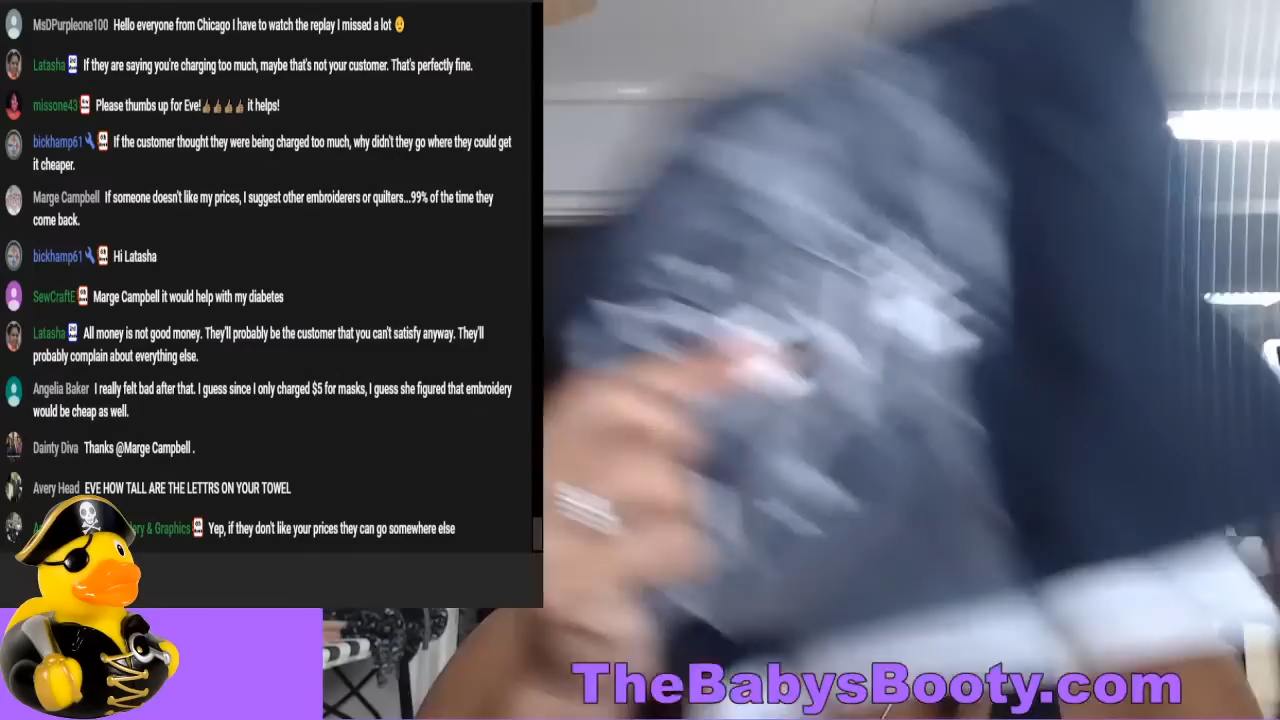 MsDPurpleone100 Hello everyone from Chicago I have to watch the replay I missed a lot
Latasha If they are saying you're charging too much, maybe that's not your customer. That's perfectly fine.
missone43 Please thumbs up for Eve!👍🏽👍🏽👍🏽👍🏽 it helps!
bickhamp61 If the customer thought they were being charged too much, why didn't they go where they could get
it cheaper.
Marge Campbell If someone doesn't like my prices, I suggest other embroiderers or quilters...99% of the time they
come back.
bickhamp61 Hi Latasha
SewCraftE Marge Campbell it would help with my diabetes
Latasha All money is not good money. They'll probably be the customer that you can't satisfy anyway. They'll
probably complain about everything else.
Angelia Baker I really felt bad after that. I guess since I only charged $5 for masks, I guess she figured that embroidery
would be cheap as well.
Dainty Diva Thanks @Marge Campbell .
Avery Head EVE HOW TALL ARE THE LETTRS ON YOUR TOWEL
& Graphics Yep, if they don't like your prices they can go somewhere else
TheBabysBooty.com